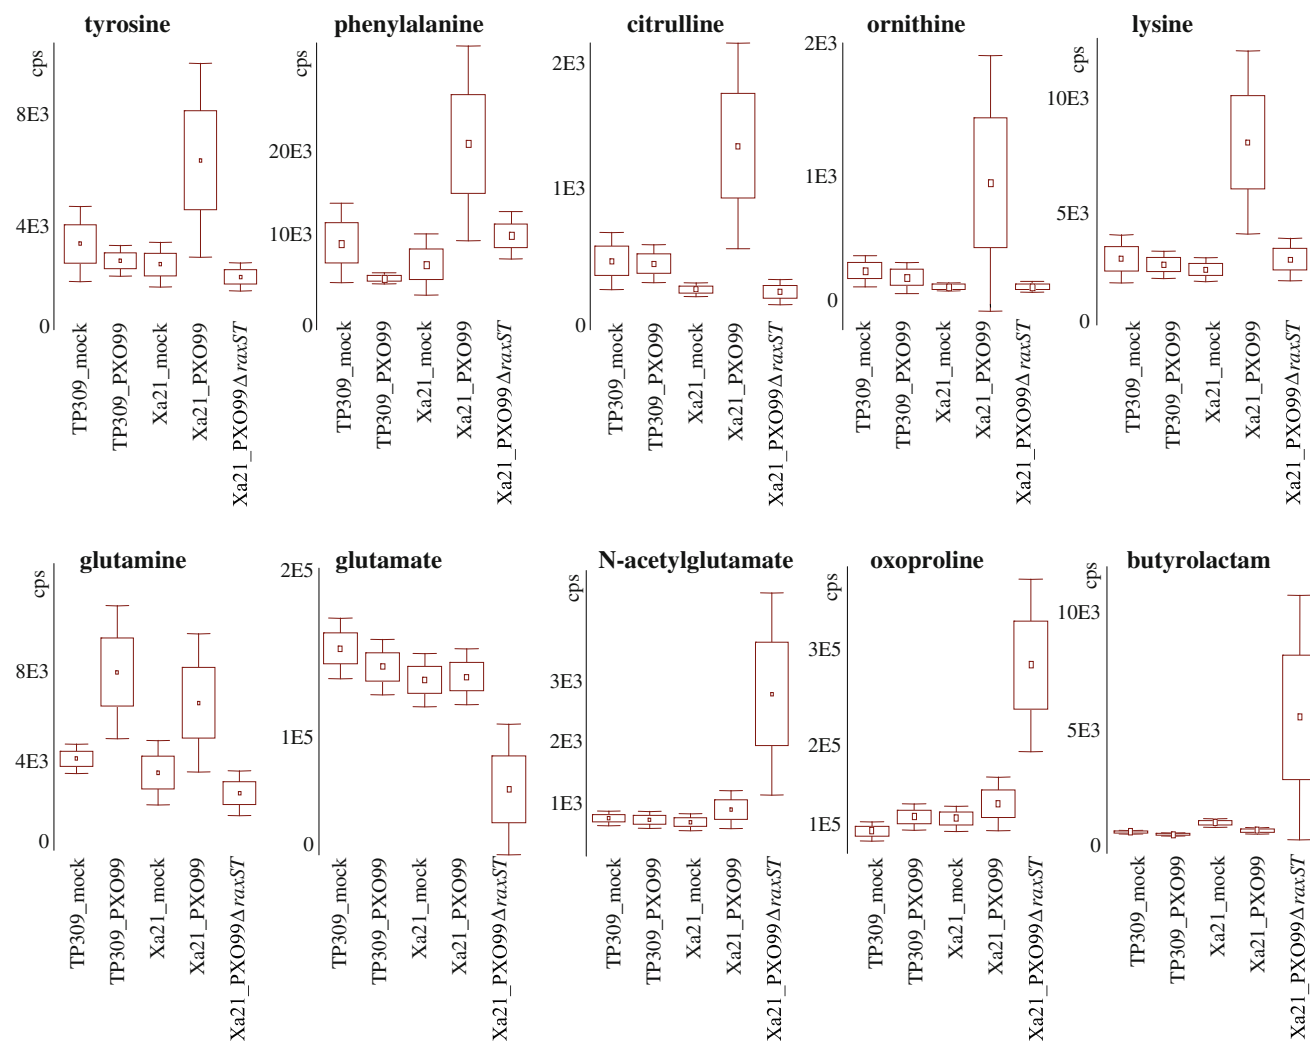 tyrosine
cps
8E3
4E3
0
TP309_mock
TP309_PXO99
Xa21_mock
Xa21_PXO99
Xa21_PXO99ΔraxST
phenylalanine
cps
20E3
10E3
0
TP309_mock
TP309_PXO99
Xa21_mock
Xa21_PXO99
Xa21_PXO99ΔraxST
citrulline
2E3
1E3
0
TP309_mock
TP309_PXO99
Xa21_mock
Xa21_PXO99
Xa21_PXO99ΔraxST
ornithine
2E3
1E3
0
TP309_mock
TP309_PXO99
Xa21_mock
Xa21_PXO99
Xa21_PXO99ΔraxST
lysine
cps
10E3
5E3
0
TP309_mock
TP309_PXO99
Xa21_mock
Xa21_PXO99
Xa21_PXO99ΔraxST
glutamine
cps
8E3
4E3
0
TP309_mock
TP309_PXO99
Xa21_mock
Xa21_PXO99
Xa21_PXO99ΔraxST
glutamate
2E5
1E5
0
TP309_mock
TP309_PXO99
Xa21_mock
Xa21_PXO99
Xa21_PXO99ΔraxST
N-acetylglutamate
cps
3E3
2E3
1E3
TP309_mock
TP309_PXO99
Xa21_mock
Xa21_PXO99
Xa21_PXO99ΔraxST
oxoproline
cps
3E5
2E5
1E5
TP309_mock
TP309_PXO99
Xa21_mock
Xa21_PXO99
Xa21_PXO99ΔraxST
butyrolactam
cps
10E3
5E3
0
TP309_mock
TP309_PXO99
Xa21_mock
Xa21_PXO99
Xa21_PXO99ΔraxST